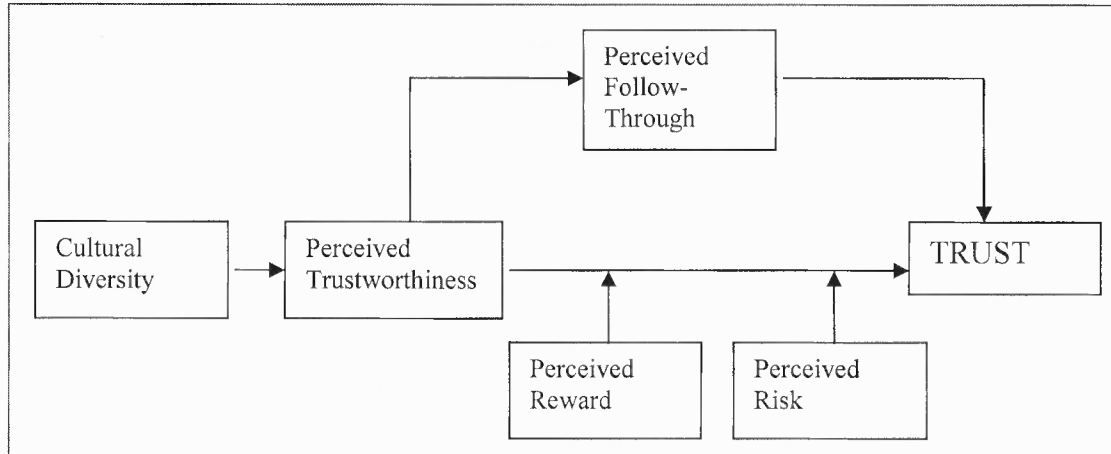 Perceived
Follow-
Through
Cultural
Diversity
Perceived
Trustworthiness
TRUST
Perceived
Reward
Perceived
Risk